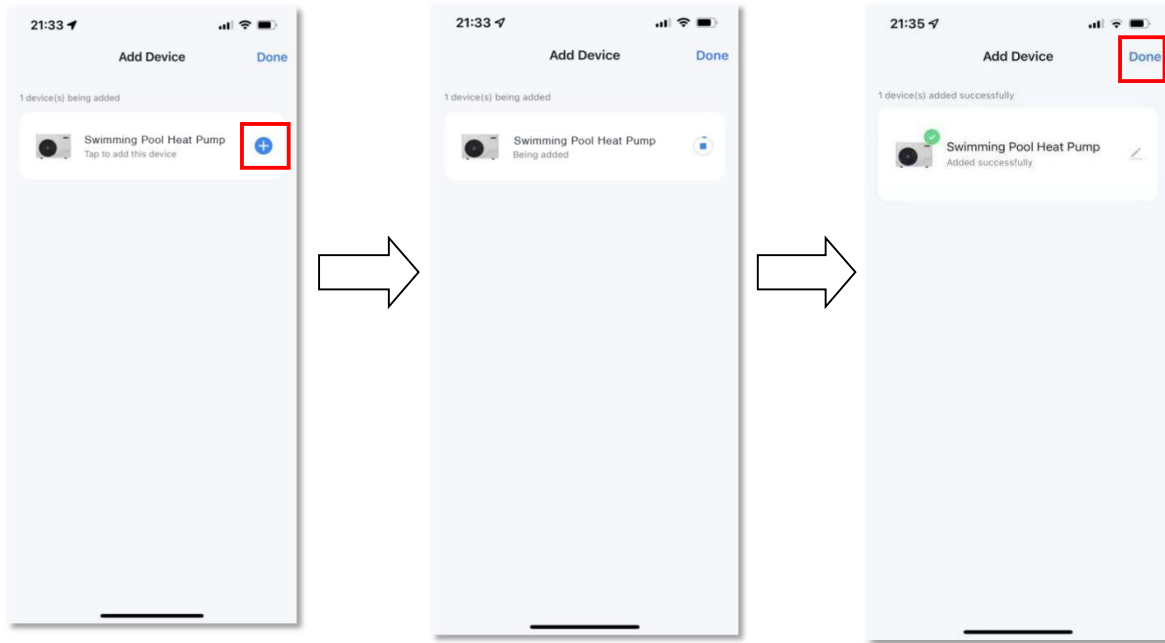 21:33
Add Device
Done
1 device(s) being added
Swimming Pool Heat Pump
Tap to add this device
21:33
Add Device
Done
1 device(s) being added
Swimming Pool Heat Pump
Being added
21:35
Add Device
Done
1 device(s) added successfully
Swimming Pool Heat Pump
Added successfully